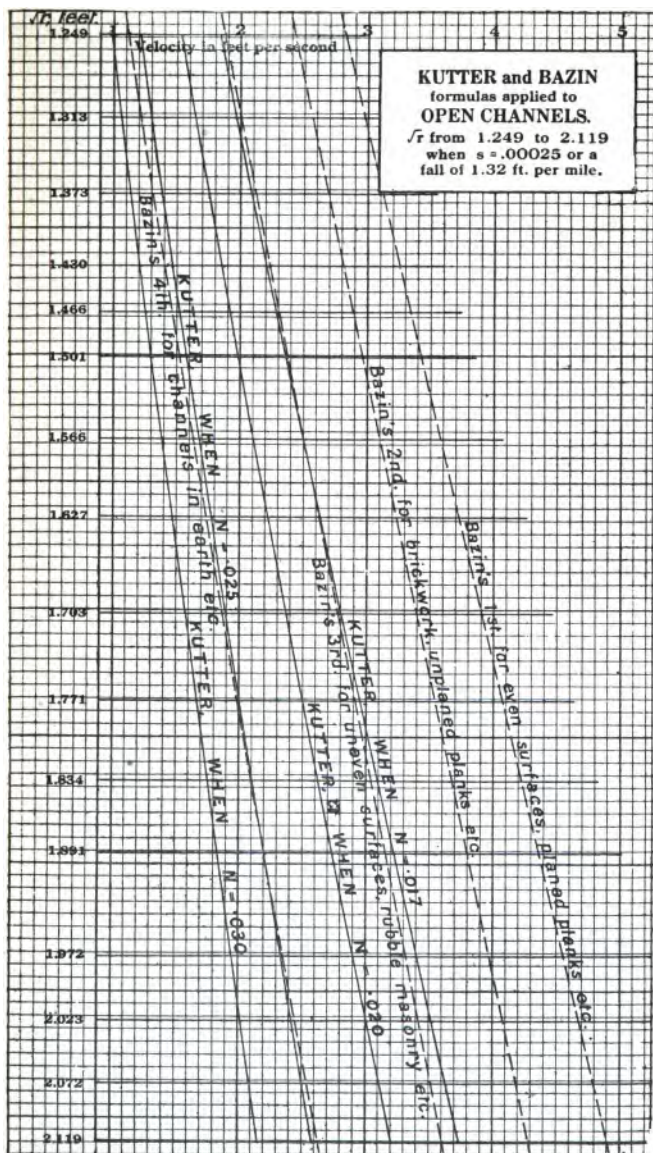 √r, feet.
1 2 3 4 5
Velocity in feet per second
KUTTER and BAZIN
formulas applied to
OPEN CHANNELS.
√r from 1.249 to 2.119
when s = .00025 or a
fall of 1.32 ft. per mile.
1.249
1.313
1.373
1.430
1.466
1.501
1.566
1.627
1.703
1.771
1.834
1.891
1.972
2.023
2.072
2.119
Bazin's 4th. for channels in earth etc.
KUTTER, WHEN N = .025
KUTTER, WHEN N = .030
Bazin's 3rd. for uneven surfaces, rubble masonry etc.
KUTTER, WHEN N = .017
KUTTER, WHEN N = .020
Bazin's 2nd. for brickwork, unplaned planks etc.
Bazin's 1st. for even surfaces, planed planks etc.